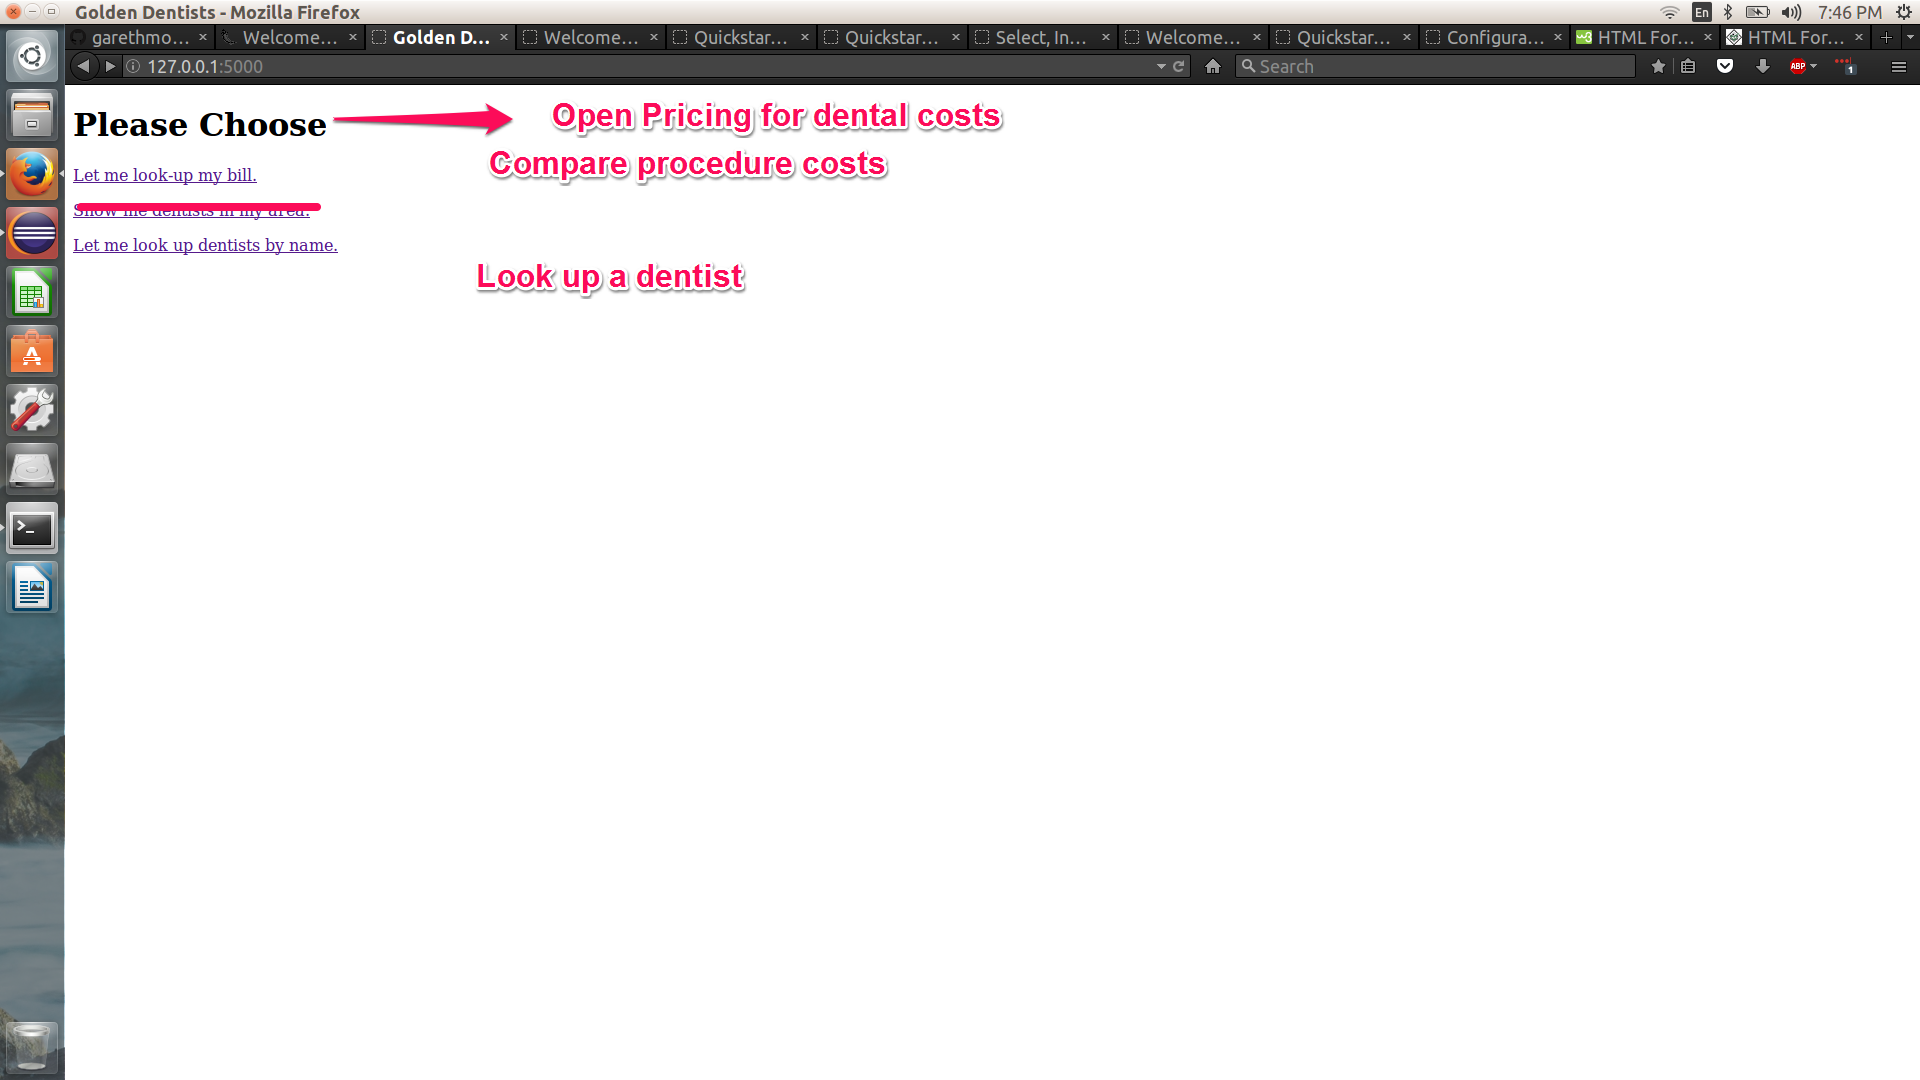 Golden Dentists - Mozilla Firefox
En
7:46 PM
garethmo...
Welcome...
Golden D...
Welcome...
Quickstar...
Quickstar...
Select, In...
Welcome...
Quickstar...
Configura...
HTML For...
HTML For...
127.0.0.1:5000
Search
ABP
1
Please Choose
Open Pricing for dental costs
Compare procedure costs
Let me look-up my bill.
Show me dentists in my area.
Let me look up dentists by name.
Look up a dentist